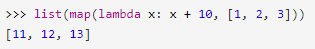 >>> list(map(lambda x: x + 10, [1, 2, 3]))
[11, 12, 13]